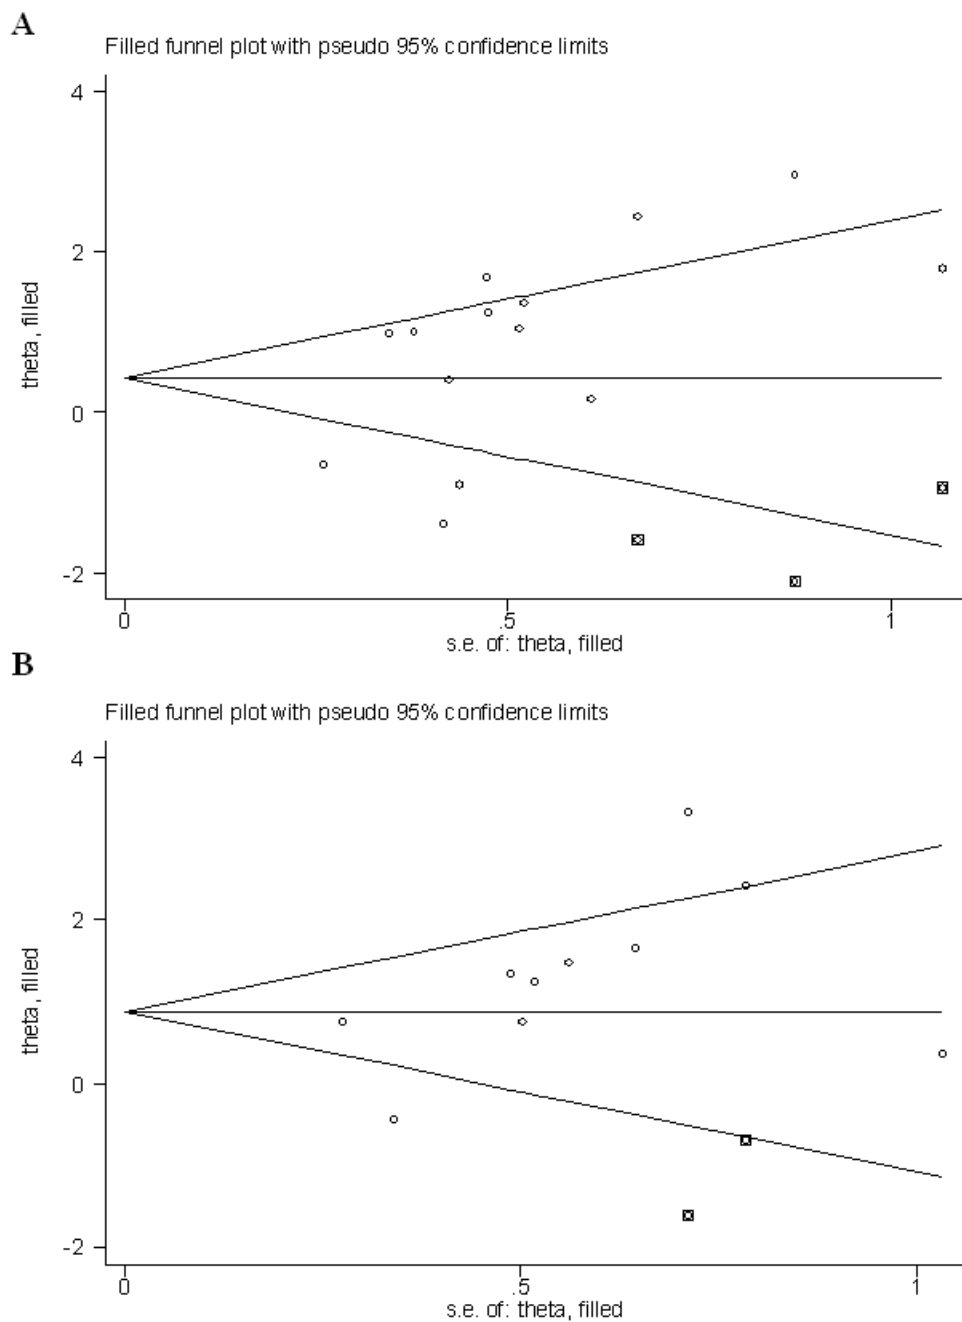 A
Filled funnel plot with pseudo 95% confidence limits
4
2
0
-2
theta, filled
0 .5 1
s.e. of: theta, filled
B
Filled funnel plot with pseudo 95% confidence limits
4
2
0
-2
theta, filled
0 .5 1
s.e. of: theta, filled